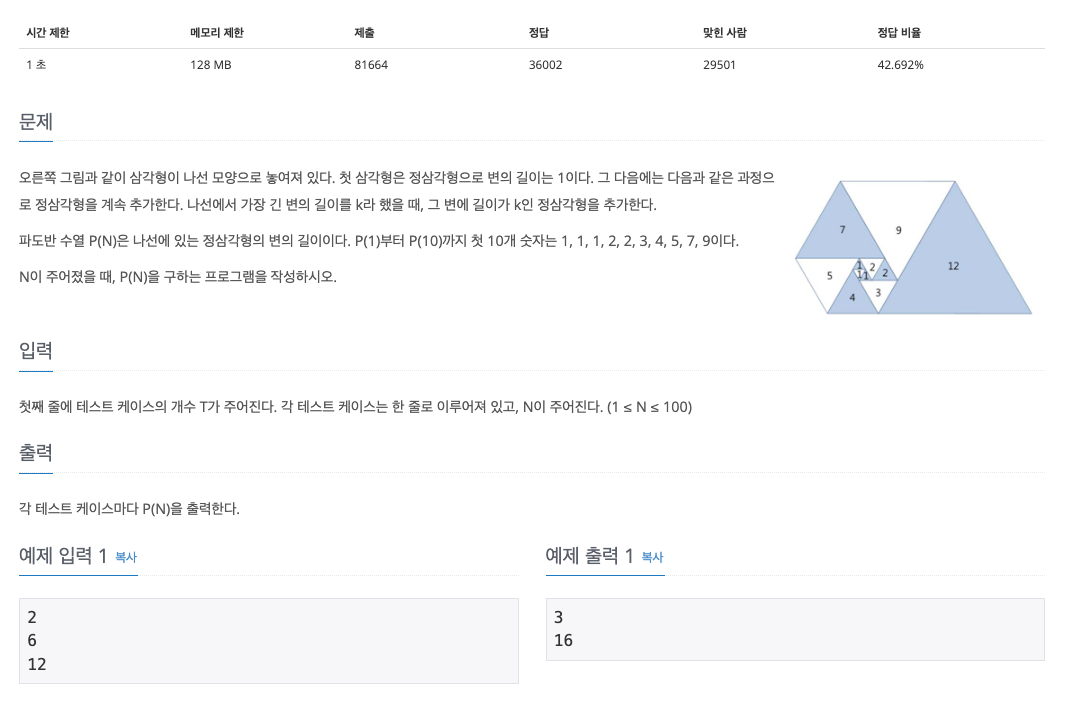 시간 제한 메모리 제한 제출 정답 맞힌 사람 정답 비율
1 초 128 MB 81664 36002 29501 42.692%
문제
오른쪽 그림과 같이 삼각형이 나선 모양으로 놓여져 있다. 첫 삼각형은 정삼각형으로 변의 길이는 1이다. 그 다음에는 다음과 같은 과정으
로 정삼각형을 계속 추가한다. 나선에서 가장 긴 변의 길이를 k라 했을 때, 그 변에 길이가 k인 정삼각형을 추가한다.
파도반 수열 P(N)은 나선에 있는 정삼각형의 변의 길이이다. P(1)부터 P(10)까지 첫 10개 숫자는 1, 1, 1, 2, 2, 3, 4, 5, 7, 9이다.
N이 주어졌을 때, P(N)을 구하는 프로그램을 작성하시오.
7 9
12
1 2
5 1 1 2
4 3
입력
첫째 줄에 테스트 케이스의 개수 T가 주어진다. 각 테스트 케이스는 한 줄로 이루어져 있고, N이 주어진다. (1 ≤ N ≤ 100)
출력
각 테스트 케이스마다 P(N)을 출력한다.
예제 입력 1 복사
2
6
12
예제 출력 1 복사
3
16